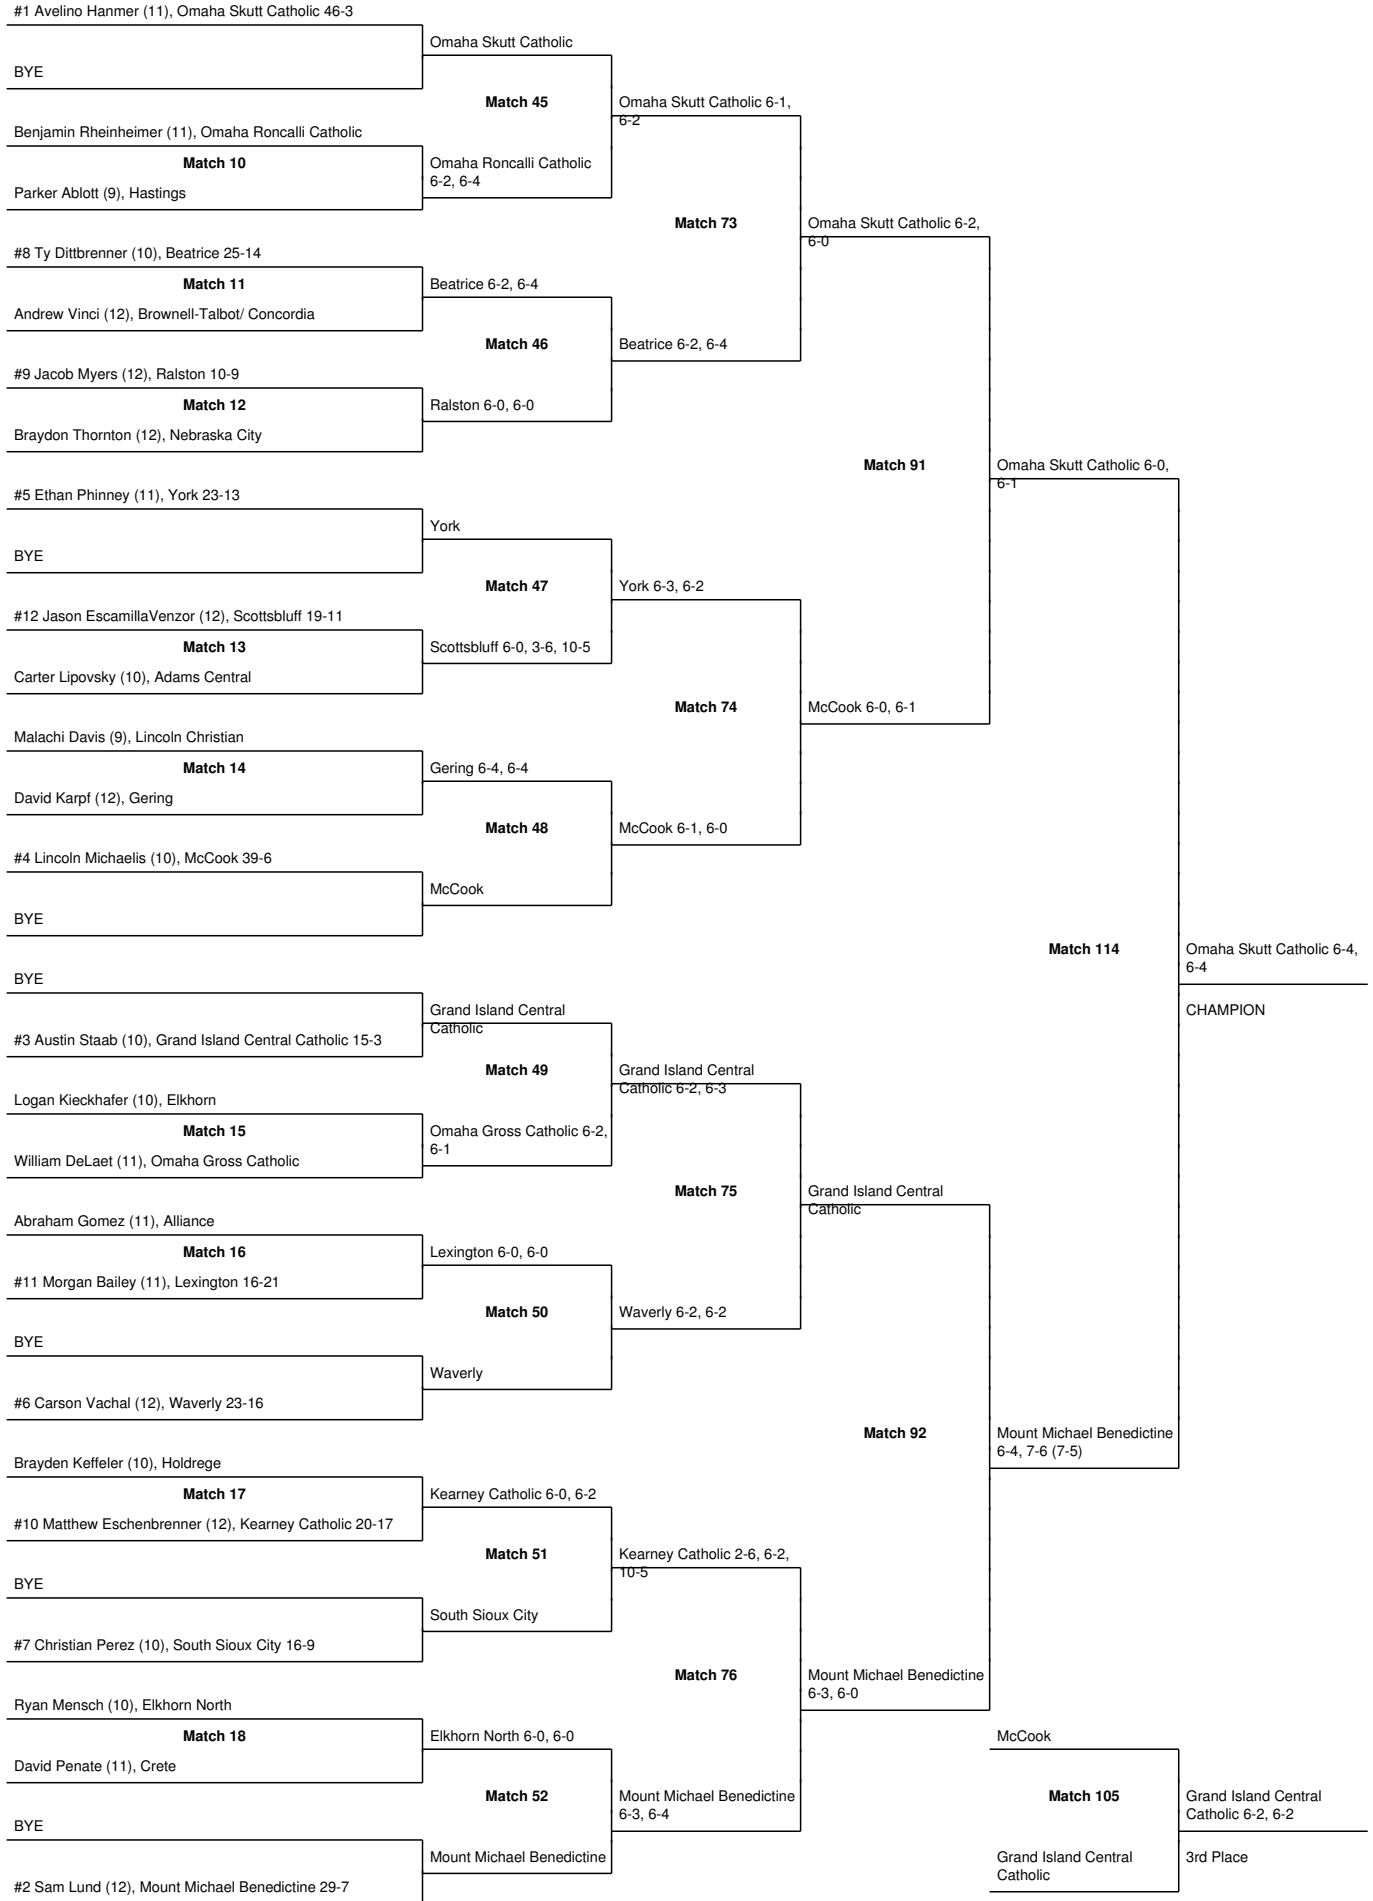 #1 Avelino Hanmer (11), Omaha Skutt Catholic 46-3
Omaha Skutt Catholic
BYE
Match 45
Omaha Skutt Catholic 6-1,
6-2
Benjamin Rheinheimer (11), Omaha Roncalli Catholic
Match 10
Omaha Roncalli Catholic
6-2, 6-4
Parker Ablott (9), Hastings
Match 73
Omaha Skutt Catholic 6-2,
6-0
#8 Ty Dittbrenner (10), Beatrice 25-14
Match 11
Beatrice 6-2, 6-4
Andrew Vinci (12), Brownell-Talbot/ Concordia
Match 46
Beatrice 6-2, 6-4
#9 Jacob Myers (12), Ralston 10-9
Match 12
Ralston 6-0, 6-0
Braydon Thornton (12), Nebraska City
Match 91
Omaha Skutt Catholic 6-0,
6-1
#5 Ethan Phinney (11), York 23-13
York
BYE
Match 47
York 6-3, 6-2
#12 Jason EscamillaVenzor (12), Scottsbluff 19-11
Match 13
Scottsbluff 6-0, 3-6, 10-5
Carter Lipovsky (10), Adams Central
Match 74
McCook 6-0, 6-1
Malachi Davis (9), Lincoln Christian
Match 14
Gering 6-4, 6-4
David Karpf (12), Gering
Match 48
McCook 6-1, 6-0
#4 Lincoln Michaelis (10), McCook 39-6
McCook
BYE
Match 114
Omaha Skutt Catholic 6-4,
6-4
CHAMPION
BYE
Grand Island Central
Catholic
#3 Austin Staab (10), Grand Island Central Catholic 15-3
Match 49
Grand Island Central
Catholic 6-2, 6-3
Logan Kieckhafer (10), Elkhorn
Match 15
Omaha Gross Catholic 6-2,
6-1
William DeLaet (11), Omaha Gross Catholic
Match 75
Grand Island Central
Catholic
Abraham Gomez (11), Alliance
Match 16
Lexington 6-0, 6-0
#11 Morgan Bailey (11), Lexington 16-21
Match 50
Waverly 6-2, 6-2
BYE
Waverly
#6 Carson Vachal (12), Waverly 23-16
Match 92
Mount Michael Benedictine
6-4, 7-6 (7-5)
Brayden Keffeler (10), Holdrege
Match 17
Kearney Catholic 6-0, 6-2
#10 Matthew Eschenbrenner (12), Kearney Catholic 20-17
Match 51
Kearney Catholic 2-6, 6-2,
10-5
BYE
South Sioux City
#7 Christian Perez (10), South Sioux City 16-9
Match 76
Mount Michael Benedictine
6-3, 6-0
Ryan Mensch (10), Elkhorn North
Match 18
Elkhorn North 6-0, 6-0
David Penate (11), Crete
Match 52
Mount Michael Benedictine
6-3, 6-4
BYE
Mount Michael Benedictine
#2 Sam Lund (12), Mount Michael Benedictine 29-7
McCook
Match 105
Grand Island Central
Catholic 6-2, 6-2
Grand Island Central
Catholic
3rd Place